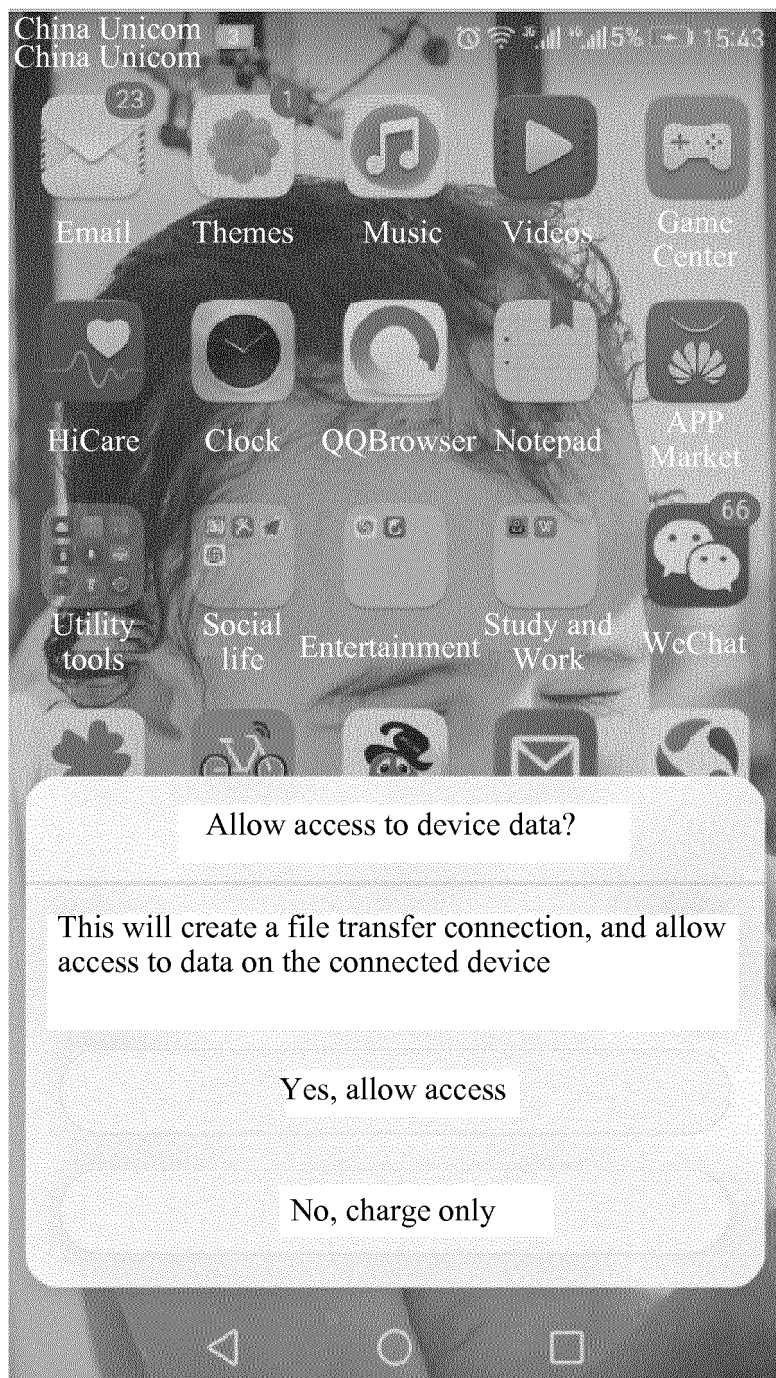 China Unicom
China Unicom
3
5% 15:43
23
1
Email Themes Music Videos Game
Center
HiCare Clock QQBrowser Notepad APP
Market
66
Utility
tools
Social
life
Entertainment
Study and
Work
WeChat
Allow access to device data?
This will create a file transfer connection, and allow
access to data on the connected device
Yes, allow access
No, charge only